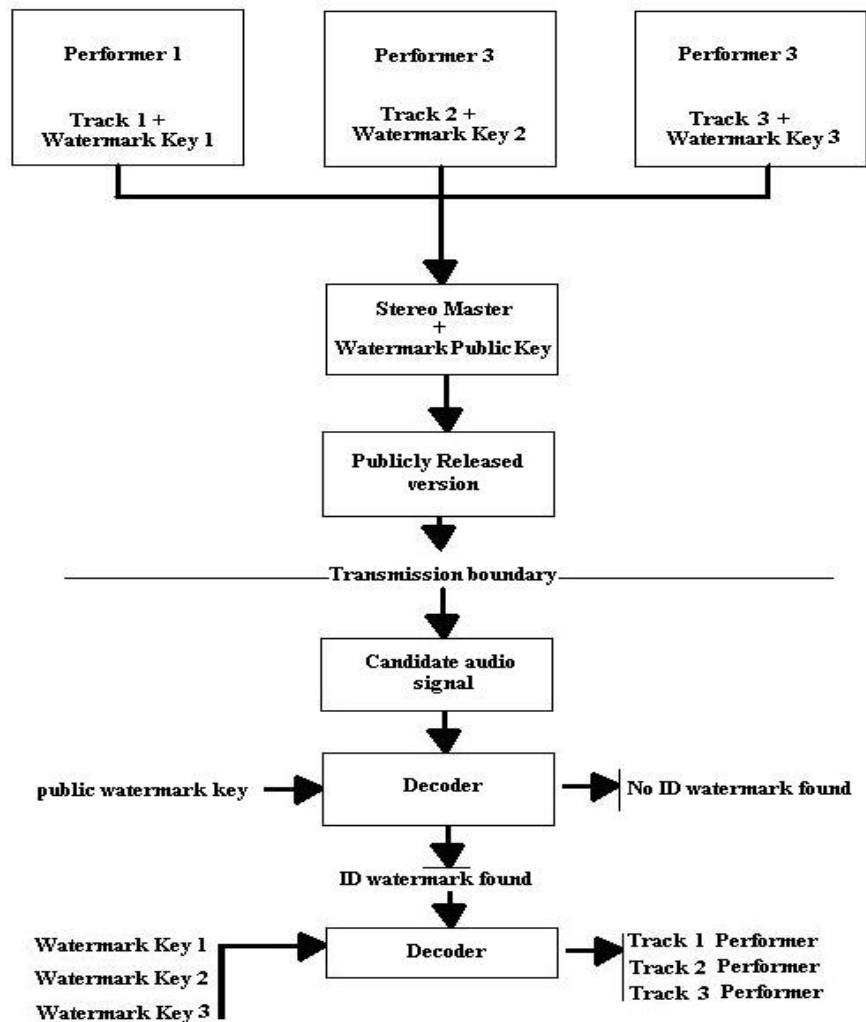 Performer 1
Track 1 +
Watermark Key 1
Performer 3
Track 2 +
Watermark Key 2
Performer 3
Track 3 +
Watermark Key 3
Stereo Master
+
Watermark Public Key
Publicly Released
version
Transmission boundary
Candidate audio
signal
public watermark key
Decoder
No ID watermark found
ID watermark found
Watermark Key 1
Watermark Key 2
Watermark Key 3
Decoder
Track 1 Performer
Track 2 Performer
Track 3 Performer